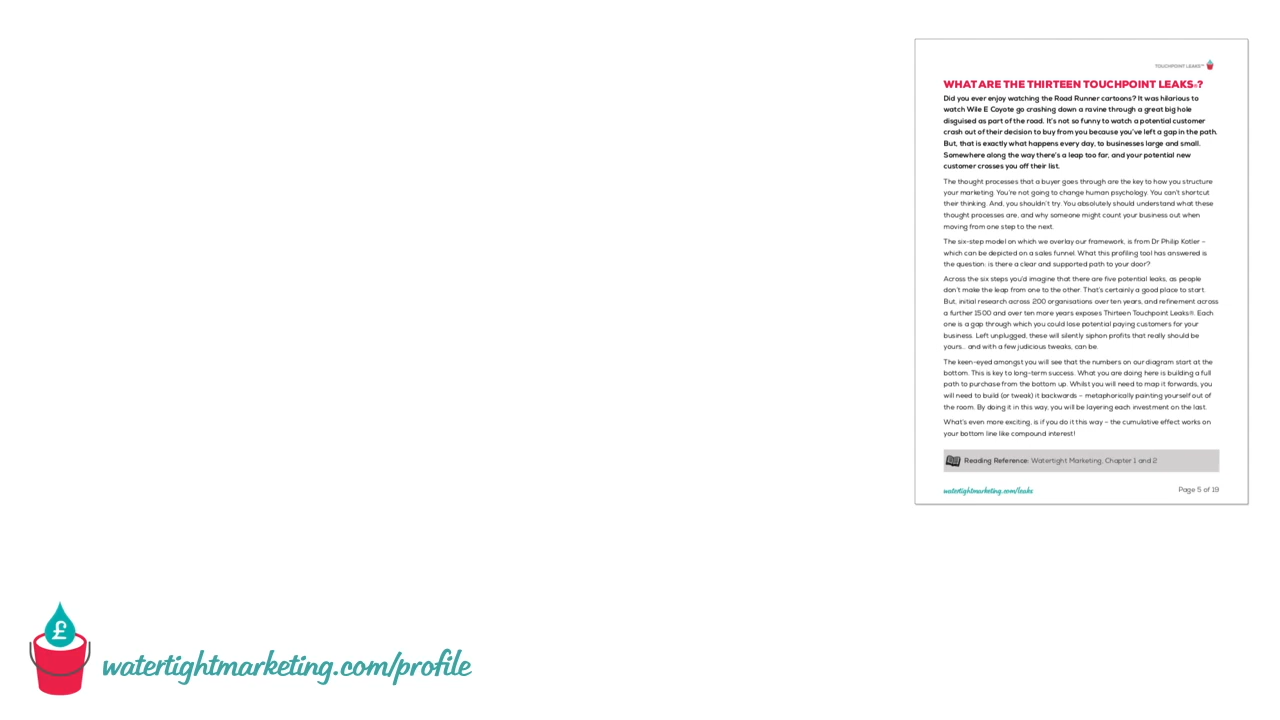 TOUCHPOINT LEAKS™
WHAT ARE THE THIRTEEN TOUCHPOINT LEAKS®?
Did you ever enjoy watching the Road Runner cartoons? It was hilarious to
watch Wile E Coyote go crashing down a ravine through a great big hole
disguised as part of the road. It's not so funny to watch a potential customer
crash out of their decision to buy from you because you've left a gap in the path.
But, that is exactly what happens every day, to businesses large and small.
Somewhere along the way there's a leap too far, and your potential new
customer crosses you off their list.
The thought processes that a buyer goes through are the key to how you structure
your marketing. You're not going to change human psychology. You can't shortcut
their thinking. And, you shouldn't try. You absolutely should understand what these
thought processes are, and why someone might count your business out when
moving from one step to the next.
The six-step model on which we overlay our framework, is from Dr Philip Kotler –
which can be depicted on a sales funnel. What this profiling tool has answered is
the question: is there a clear and supported path to your door?
Across the six steps you'd imagine that there are five potential leaks, as people
don't make the leap from one to the other. That's certainly a good place to start.
But, initial research across 200 organisations over ten years, and refinement across
a further 1500 and over ten more years exposes Thirteen Touchpoint Leaks®. Each
one is a gap through which you could lose potential paying customers for your
business. Left unplugged, these will silently siphon profits that really should be
yours... and with a few judicious tweaks, can be.
The keen-eyed amongst you will see that the numbers on our diagram start at the
bottom. This is key to long-term success. What you are doing here is building a full
path to purchase from the bottom up. Whilst you will need to map it forwards, you
will need to build (or tweak) it backwards – metaphorically painting yourself out of
the room. By doing it in this way, you will be layering each investment on the last.
What's even more exciting, is if you do it this way – the cumulative effect works on
your bottom line like compound interest!
Reading Reference: Watertight Marketing, Chapter 1 and 2
watertightmarketing.com/leaks
Page 5 of 19
£
watertightmarketing.com/profile